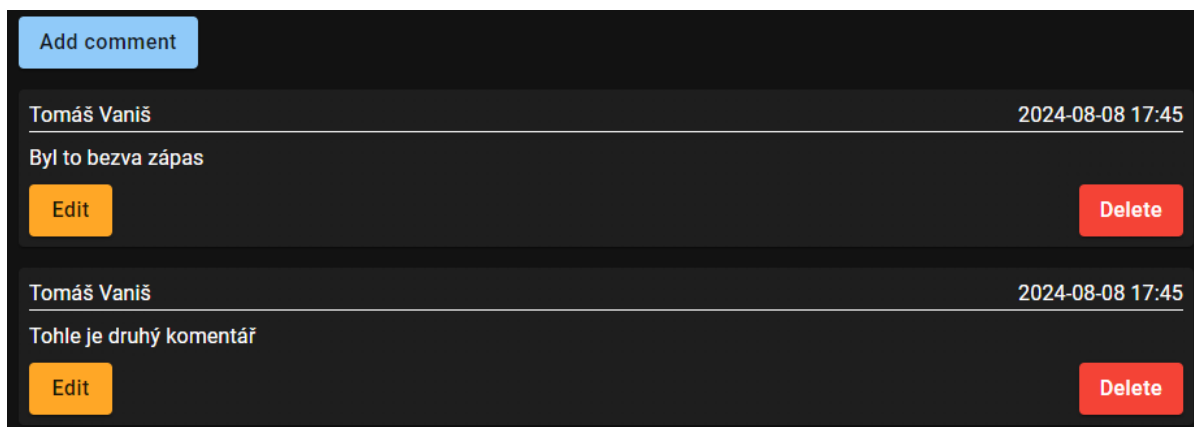 Add comment
Tomáš Vaniš 2024-08-08 17:45
Byl to bezva zápas
Edit Delete
Tomáš Vaniš 2024-08-08 17:45
Tohle je druhý komentář
Edit Delete